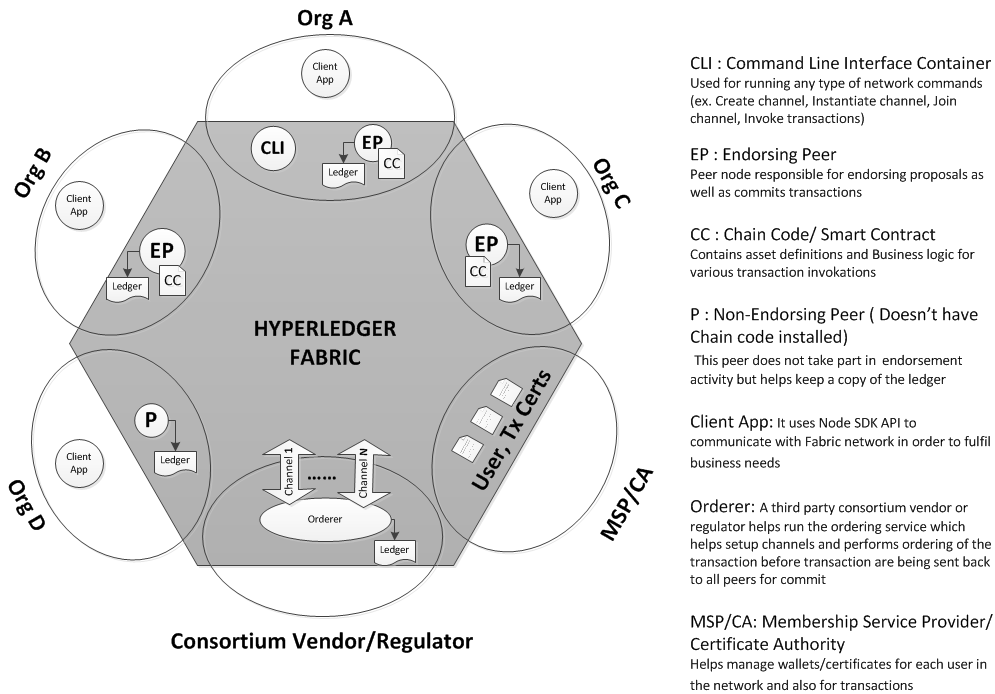 Org A
Client
App
CLI
EP
CC
Ledger
Org B
Client
App
EP
CC
Ledger
Org C
Client
App
EP
CC
Ledger
HYPERLEDGER
FABRIC
Org D
Client
App
P
Ledger
Channel 1
......
Channel N
Orderer
Ledger
User, Tx Certs
MSP/CA
Consortium Vendor/Regulator
CLI : Command Line Interface Container
Used for running any type of network commands
(ex. Create channel, Instantiate channel, Join
channel, Invoke transactions)
EP : Endorsing Peer
Peer node responsible for endorsing proposals as
well as commits transactions
CC : Chain Code/ Smart Contract
Contains asset definitions and Business logic for
various transaction invokations
P : Non-Endorsing Peer ( Doesn't have
Chain code installed)
This peer does not take part in endorsement
activity but helps keep a copy of the ledger
Client App: It uses Node SDK API to
communicate with Fabric network in order to fulfil
business needs
Orderer: A third party consortium vendor or
regulator helps run the ordering service which
helps setup channels and performs ordering of the
transaction before transaction are being sent back
to all peers for commit
MSP/CA: Membership Service Provider/
Certificate Authority
Helps manage wallets/certificates for each user in
the network and also for transactions